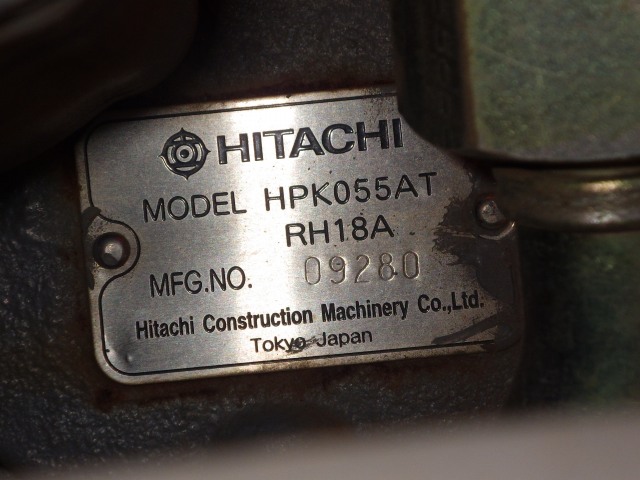 HITACHI
MODEL HPK055AT
RH18A
MFG.NO. 09280
Hitachi Construction Machinery Co.,Ltd.
Tokyo Japan